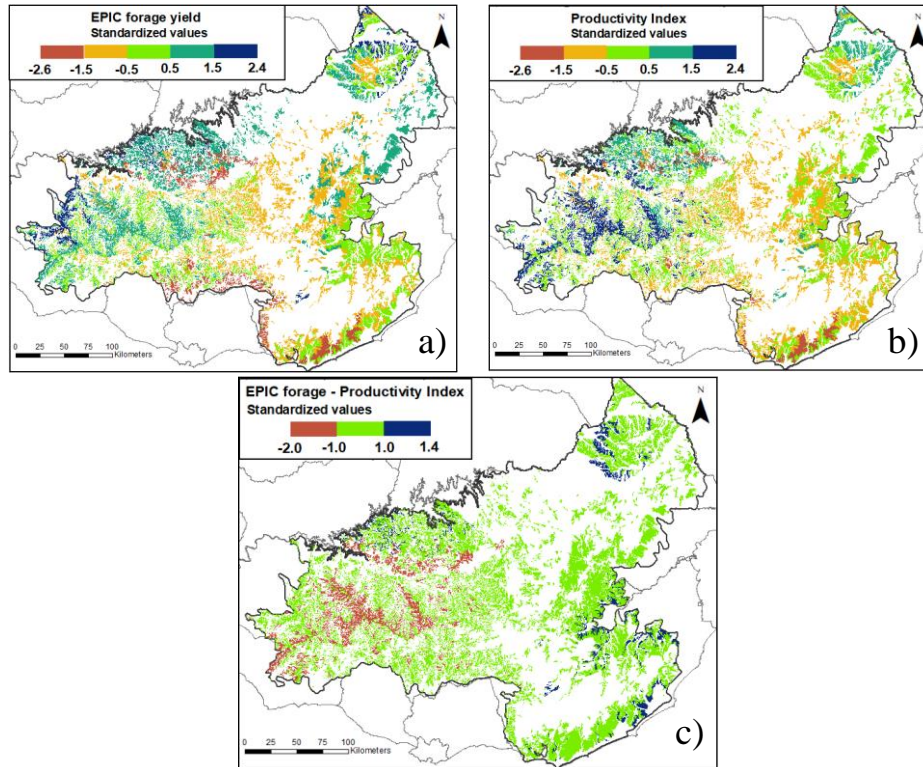 EPIC forage yield
Standardized values
-2.6 -1.5 -0.5 0.5 1.5 2.4
N
0 25 50 75 100
Kilometers
a)
Productivity Index
Standardized values
-2.6 -1.5 -0.5 0.5 1.5 2.4
N
0 25 50 75 100
Kilometers
b)
EPIC forage - Productivity Index
Standardized values
-2.0 -1.0 1.0 1.4
N
0 25 50 75 100
Kilometers
c)